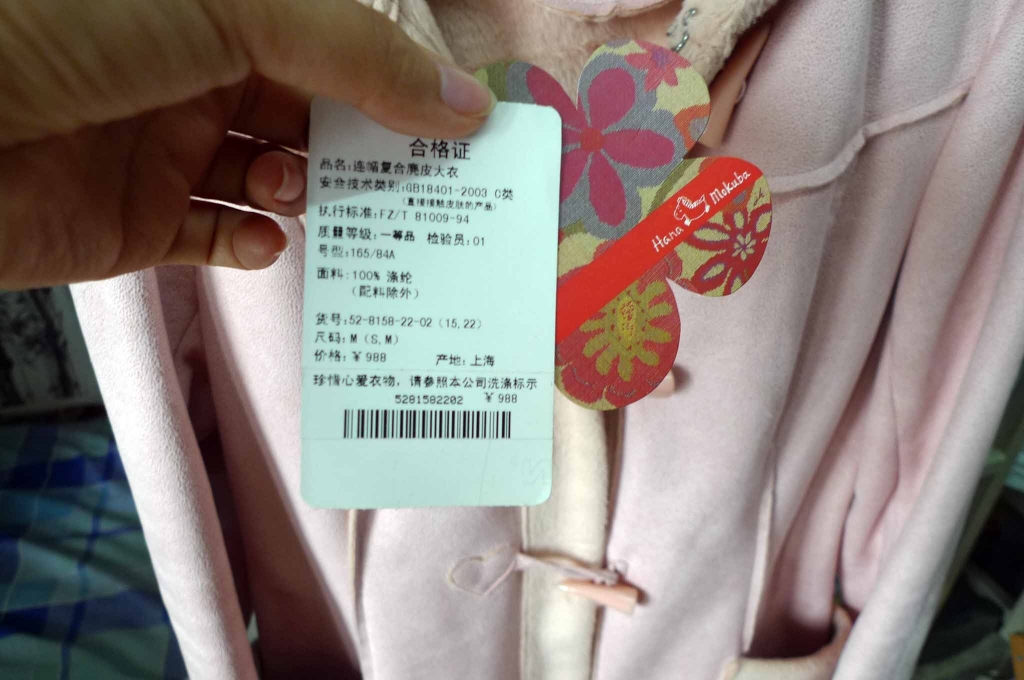 合格证
品名:连帽复合麂皮大衣
安全技术类别:GB18401-2003 C类
(直接接触皮肤的产品)
执行标准:FZ/T 81009-94
质量等级:一等品 检验员:01
号型:165/84A
面料:100% 涤纶
(配料除外)
货号:52-8158-22-02 (15,22)
尺码:M (S,M)
价格:¥988 产地:上海
珍惜心爱衣物,请参照本公司洗涤标示
5281582202 ¥988
Hana Mokuba